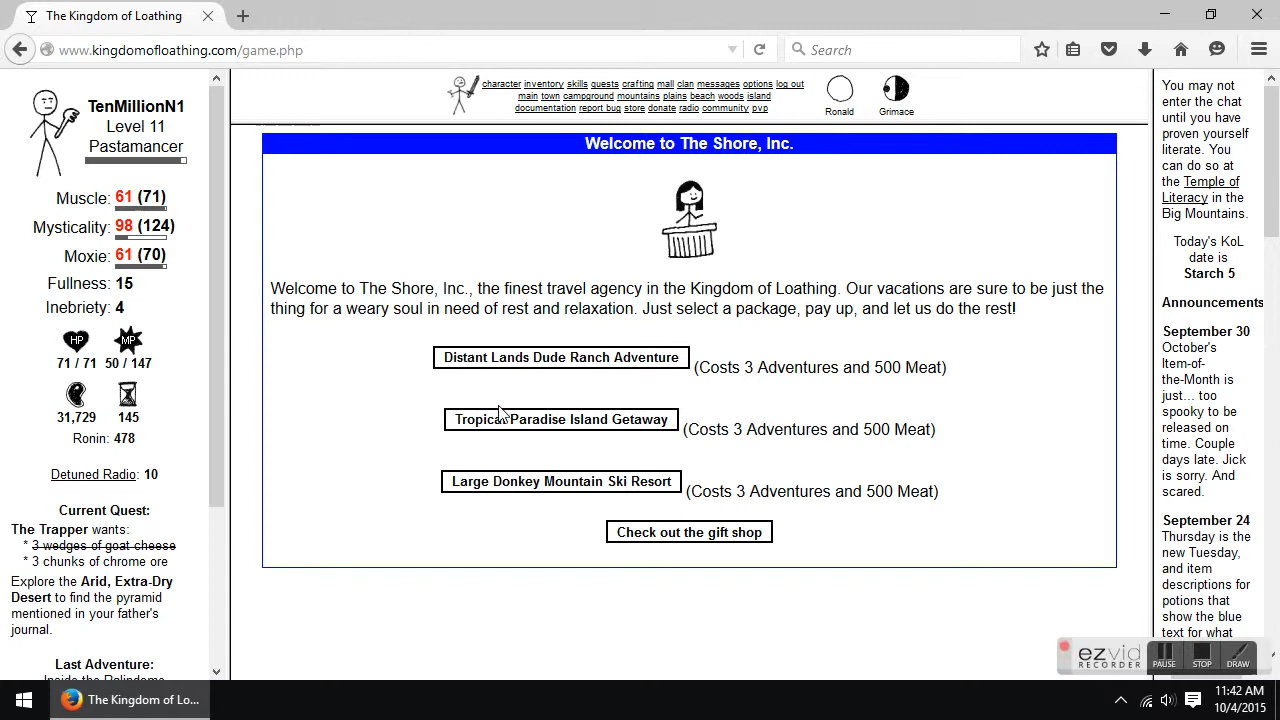 The Kingdom of Loathing
www.kingdomofloathing.com/game.php
Search
TenMillionN1
Level 11
Pastamancer
Muscle: 61 (71)
Mysticality: 98 (124)
Moxie: 61 (70)
Fullness: 15
Inebriety: 4
HP
MP
71 / 71
50 / 147
31,729
145
Ronin: 478
Detuned Radio: 10
Current Quest:
The Trapper wants:
* 3 wedges of goat cheese
* 3 chunks of chrome ore
Explore the Arid, Extra-Dry
Desert to find the pyramid
mentioned in your father's
journal.
Last Adventure:
Inside the Palindome
character inventory skills quests crafting mall clan messages options log out
main town campground mountains plains beach woods island
documentation report bug store donate radio community pvp
Ronald
Grimace
Welcome to The Shore, Inc.
Welcome to The Shore, Inc., the finest travel agency in the Kingdom of Loathing. Our vacations are sure to be just the
thing for a weary soul in need of rest and relaxation. Just select a package, pay up, and let us do the rest!
Distant Lands Dude Ranch Adventure (Costs 3 Adventures and 500 Meat)
Tropical Paradise Island Getaway (Costs 3 Adventures and 500 Meat)
Large Donkey Mountain Ski Resort (Costs 3 Adventures and 500 Meat)
Check out the gift shop
You may not
enter the chat
until you have
proven yourself
literate. You
can do so at
the Temple of
Literacy in the
Big Mountains.
Today's KoL
date is
Starch 5
Announcements
September 30
October's
Item-of-
the-Month is
just... too
spooky to be
released on
time. Couple
days late. Jick
is sorry. And
scared.
September 24
Thursday is the
new Tuesday,
and item
descriptions for
potions that
show the blue
text for what
ezvid
RECORDER
PAUSE
STOP
DRAW
The Kingdom of Lo...
11:42 AM
10/4/2015